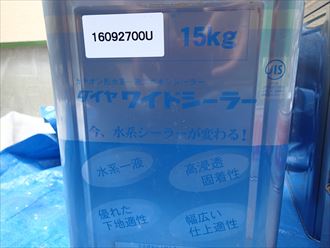 16092700U
15kg
JIS
ダイヤ ワイドシーラー
今、水系シーラーが変わる!
水系一液
高浸透
固着性
優れた
下地適性
幅広い
仕上適性